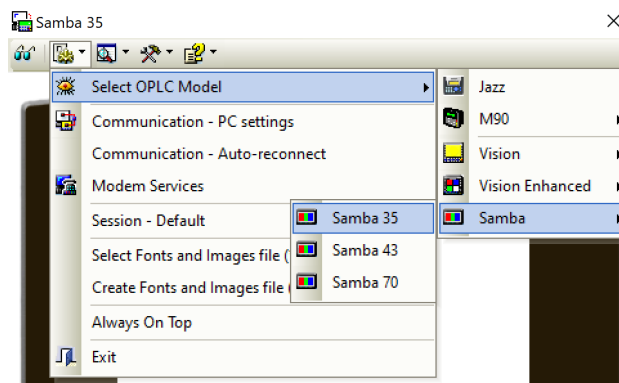 Samba 35
Select OPLC Model
Communication - PC settings
Communication - Auto-reconnect
Modem Services
Session - Default
Select Fonts and Images file (
Create Fonts and Images file
Always On Top
Exit
Jazz
M90
Vision
Vision Enhanced
Samba
Samba 35
Samba 43
Samba 70